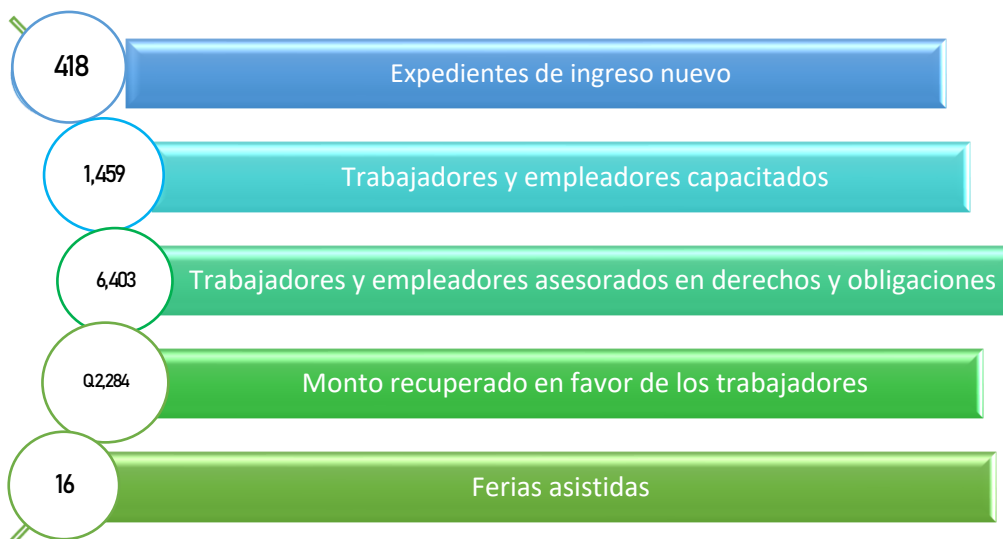 418
Expedientes de ingreso nuevo
1,459
Trabajadores y empleadores capacitados
6,403
Trabajadores y empleadores asesorados en derechos y obligaciones
Q2,284
Monto recuperado en favor de los trabajadores
16
Ferias asistidas